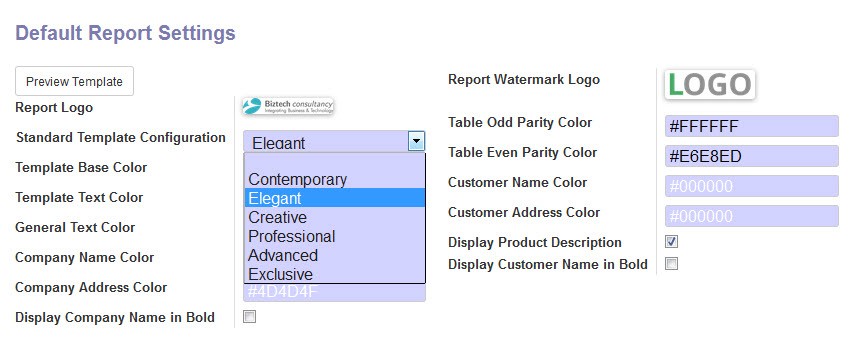 Default Report Settings
Preview Template
Report Logo
Biztech consultancy
Integrating Business & Technology
Standard Template Configuration
Elegant
Contemporary
Elegant
Creative
Professional
Advanced
Exclusive
Template Base Color
Template Text Color
General Text Color
Company Name Color
Company Address Color
#4D4D4F
Display Company Name in Bold
Report Watermark Logo
LOGO
Table Odd Parity Color
#FFFFFF
Table Even Parity Color
#E6E8ED
Customer Name Color
#000000
Customer Address Color
#000000
Display Product Description
Display Customer Name in Bold